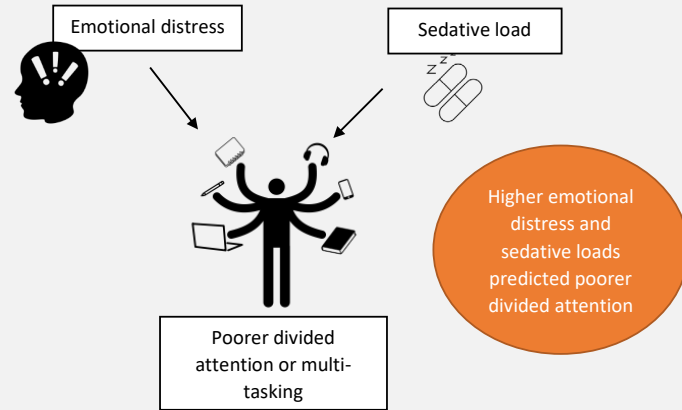 Emotional distress
Sedative load
z z z
Higher emotional
distress and
sedative loads
predicted poorer
divided attention
Poorer divided
attention or multi-
tasking